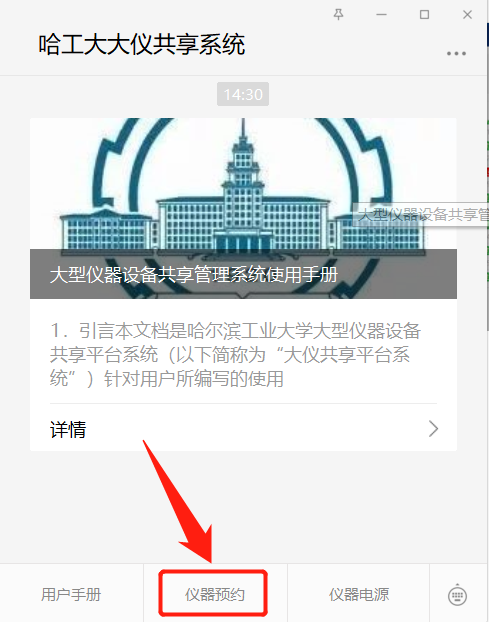 哈工大大仪共享系统
14:30
大型仪器设备共享管
大型仪器设备共享管理系统使用手册
1. 引言本文档是哈尔滨工业大学大型仪器设备
共享平台系统（以下简称为“大仪共享平台系
统”）针对用户所编写的使用
详情
用户手册
仪器预约
仪器电源